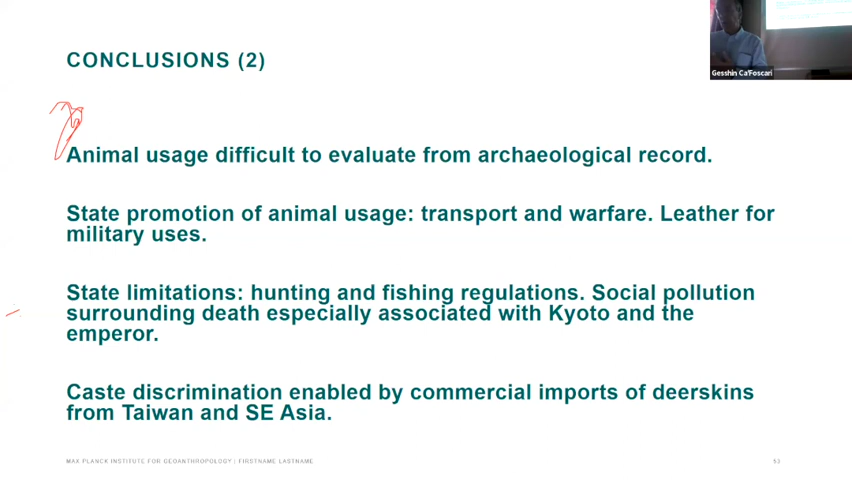 Gesshin Ca'Foscari
CONCLUSIONS (2)
Animal usage difficult to evaluate from archaeological record.
State promotion of animal usage: transport and warfare. Leather for
military uses.
State limitations: hunting and fishing regulations. Social pollution
surrounding death especially associated with Kyoto and the
emperor.
Caste discrimination enabled by commercial imports of deerskins
from Taiwan and SE Asia.
MAX PLANCK INSTITUTE FOR GEOANTHROPOLOGY | FIRSTNAME LASTNAME
53